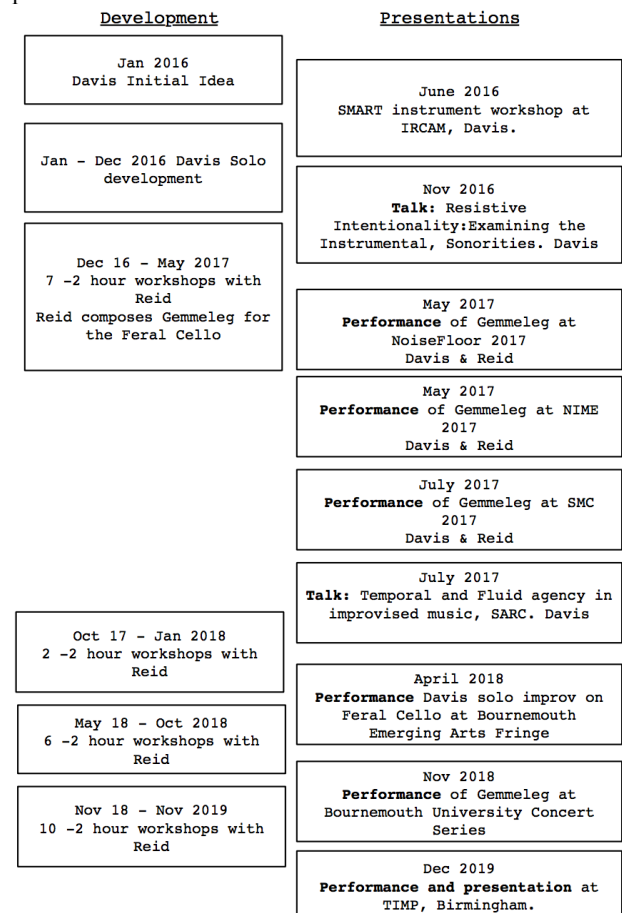 Development
Jan 2016
Davis Initial Idea
Jan – Dec 2016 Davis Solo
development
Dec 16 – May 2017
7 -2 hour workshops with
Reid
Reid composes Gemmeleg for
the Feral Cello
Oct 17 – Jan 2018
2 -2 hour workshops with
Reid
May 18 – Oct 2018
6 -2 hour workshops with
Reid
Nov 18 – Nov 2019
10 -2 hour workshops with
Reid
Presentations
June 2016
SMART instrument workshop at
IRCAM, Davis.
Nov 2016
Talk: Resistive
Intentionality:Examining the
Instrumental, Sonorities. Davis
May 2017
Performance of Gemmeleg at
NoiseFloor 2017
Davis & Reid
May 2017
Performance of Gemmeleg at NIME
2017
Davis & Reid
July 2017
Performance of Gemmeleg at SMC
2017
Davis & Reid
July 2017
Talk: Temporal and Fluid agency in
improvised music, SARC. Davis
April 2018
Performance Davis solo improv on
Feral Cello at Bournemouth
Emerging Arts Fringe
Nov 2018
Performance of Gemmeleg at
Bournemouth University Concert
Series
Dec 2019
Performance and presentation at
TIMP, Birmingham.